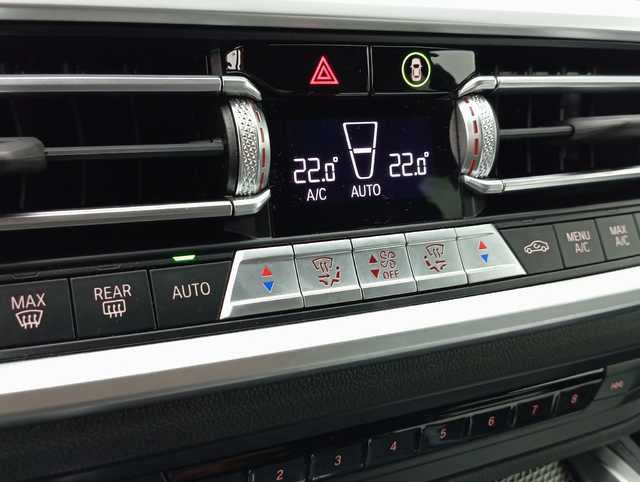 22.0° 22.0°
A/C AUTO
MAX REAR AUTO OFF MENU A/C MAX A/C
2 3 4 5 6 7 8